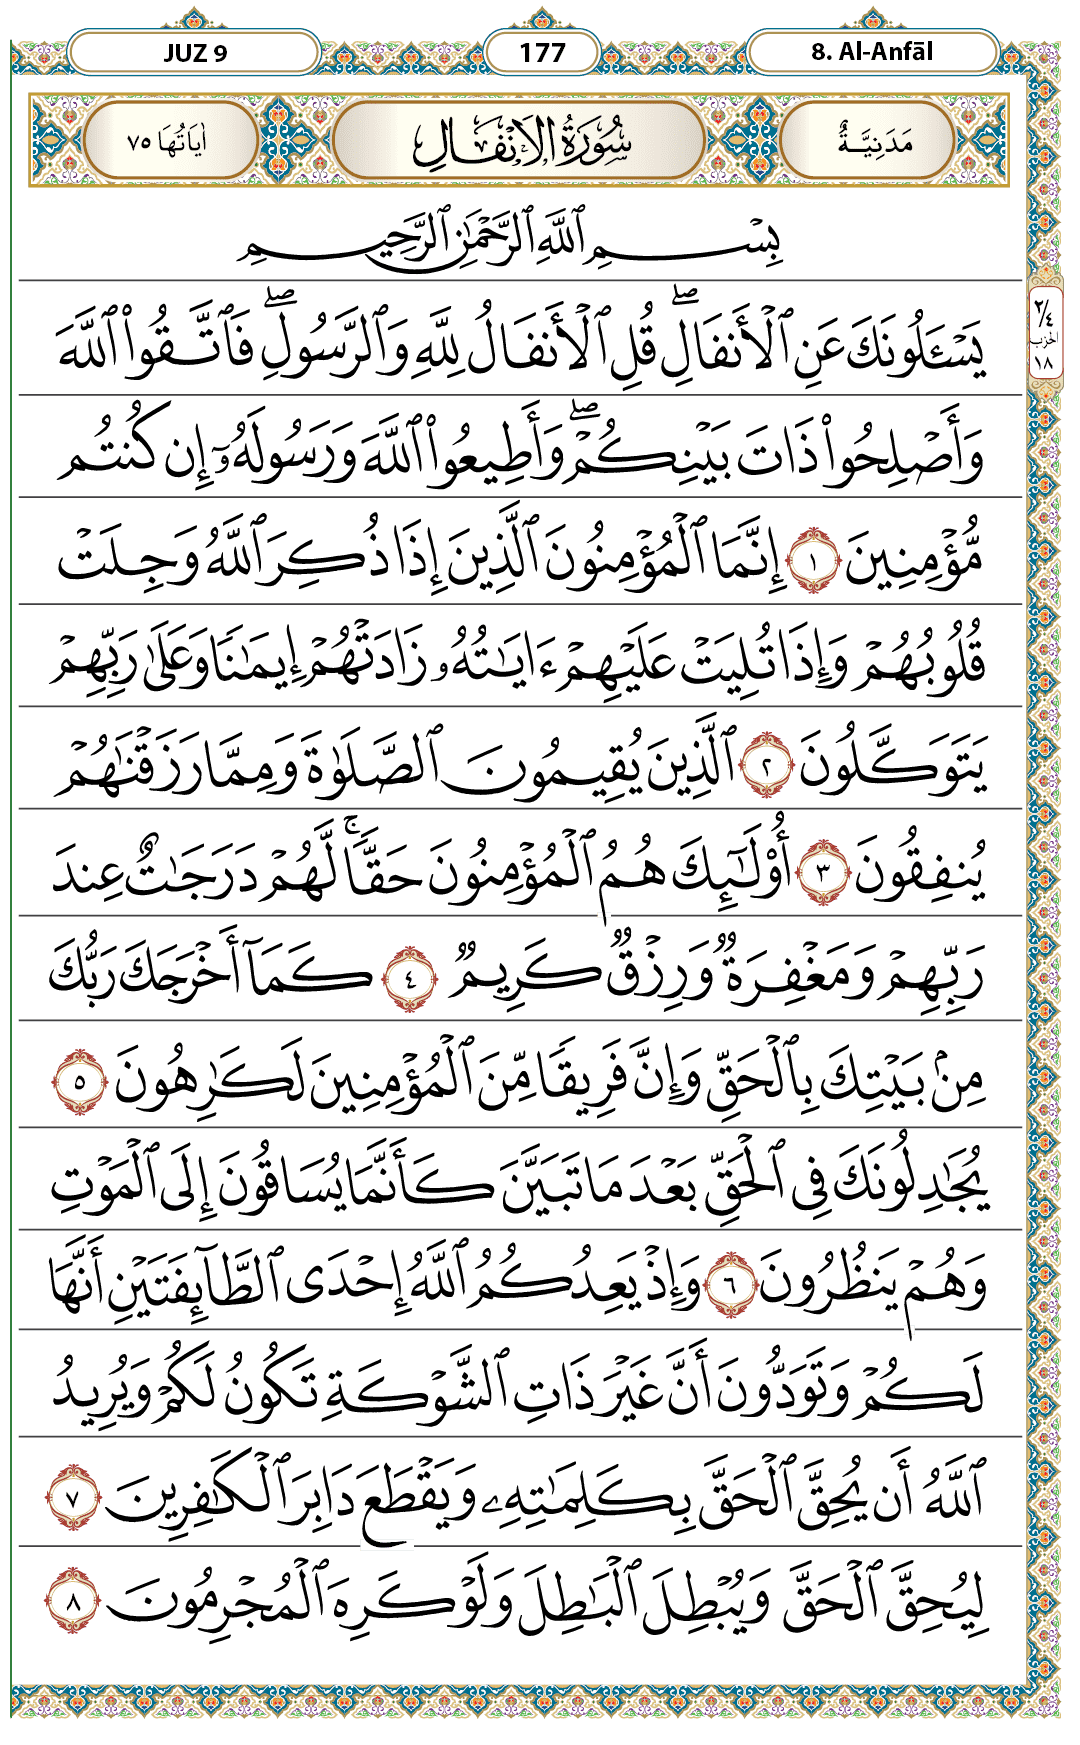 JUZ 9
177
8. Al-Anfāl
مَدَنِيَّةٌ
سُورَةُ الْاَنْفَالِ
اٰيَاتُهَا ٧٥
بِسْمِ ٱللَّهِ ٱلرَّحْمَٰنِ ٱلرَّحِيمِ
٢/٤
الحزب
١٨
يَسْـَٔلُونَكَ عَنِ ٱلْأَنفَالِۖ قُلِ ٱلْأَنفَالُ لِلَّهِ وَٱلرَّسُولِۖ فَٱتَّقُوا۟ ٱللَّهَ
وَأَصْلِحُوا۟ ذَاتَ بَيْنِكُمْۖ وَأَطِيعُوا۟ ٱللَّهَ وَرَسُولَهُۥٓ إِن كُنتُم
مُّؤْمِنِينَ ١ إِنَّمَا ٱلْمُؤْمِنُونَ ٱلَّذِينَ إِذَا ذُكِرَ ٱللَّهُ وَجِلَتْ
قُلُوبُهُمْ وَإِذَا تُلِيَتْ عَلَيْهِمْ ءَايَٰتُهُۥ زَادَتْهُمْ إِيمَٰنًا وَعَلَىٰ رَبِّهِمْ
يَتَوَكَّلُونَ ٢ ٱلَّذِينَ يُقِيمُونَ ٱلصَّلَوٰةَ وَمِمَّا رَزَقْنَٰهُمْ
يُنفِقُونَ ٣ أُو۟لَٰٓئِكَ هُمُ ٱلْمُؤْمِنُونَ حَقًّاۚ لَّهُمْ دَرَجَٰتٌ عِندَ
رَبِّهِمْ وَمَغْفِرَةٌ وَرِزْقٌ كَرِيمٌ ٤ كَمَآ أَخْرَجَكَ رَبُّكَ
مِنۢ بَيْتِكَ بِٱلْحَقِّ وَإِنَّ فَرِيقًا مِّنَ ٱلْمُؤْمِنِينَ لَكَٰرِهُونَ ٥
يُجَٰدِلُونَكَ فِى ٱلْحَقِّ بَعْدَ مَا تَبَيَّنَ كَأَنَّمَا يُسَاقُونَ إِلَى ٱلْمَوْتِ
وَهُمْ يَنظُرُونَ ٦ وَإِذْ يَعِدُكُمُ ٱللَّهُ إِحْدَى ٱلطَّآئِفَتَيْنِ أَنَّهَا
لَكُمْ وَتَوَدُّونَ أَنَّ غَيْرَ ذَاتِ ٱلشَّوْكَةِ تَكُونُ لَكُمْ وَيُرِيدُ
ٱللَّهُ أَن يُحِقَّ ٱلْحَقَّ بِكَلِمَٰتِهِۦ وَيَقْطَعَ دَابِرَ ٱلْكَٰفِرِينَ ٧
لِيُحِقَّ ٱلْحَقَّ وَيُبْطِلَ ٱلْبَٰطِلَ وَلَوْ كَرِهَ ٱلْمُجْرِمُونَ ٨